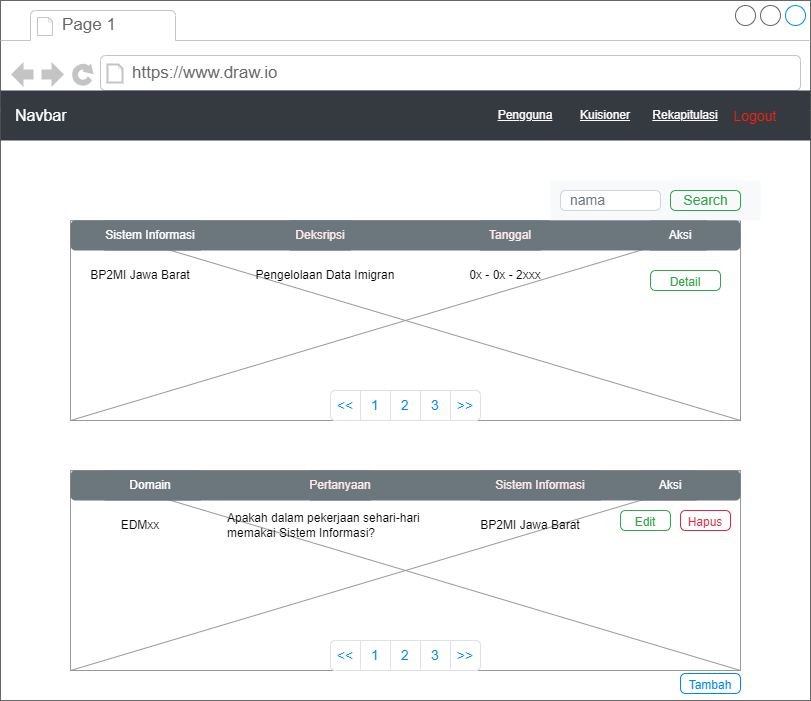 Page 1
https://www.draw.io
Navbar
Pengguna
Kuisioner
Rekapitulasi
Logout
nama
Search
Sistem Informasi
Deksripsi
Tanggal
Aksi
BP2MI Jawa Barat
Pengelolaan Data Imigran
0x - 0x - 2xxx
Detail
<<
1
2
3
>>
Domain
Pertanyaan
Sistem Informasi
Aksi
EDMxx
Apakah dalam pekerjaan sehari-hari
memakai Sistem Informasi?
BP2MI Jawa Barat
Edit
Hapus
<<
1
2
3
>>
Tambah